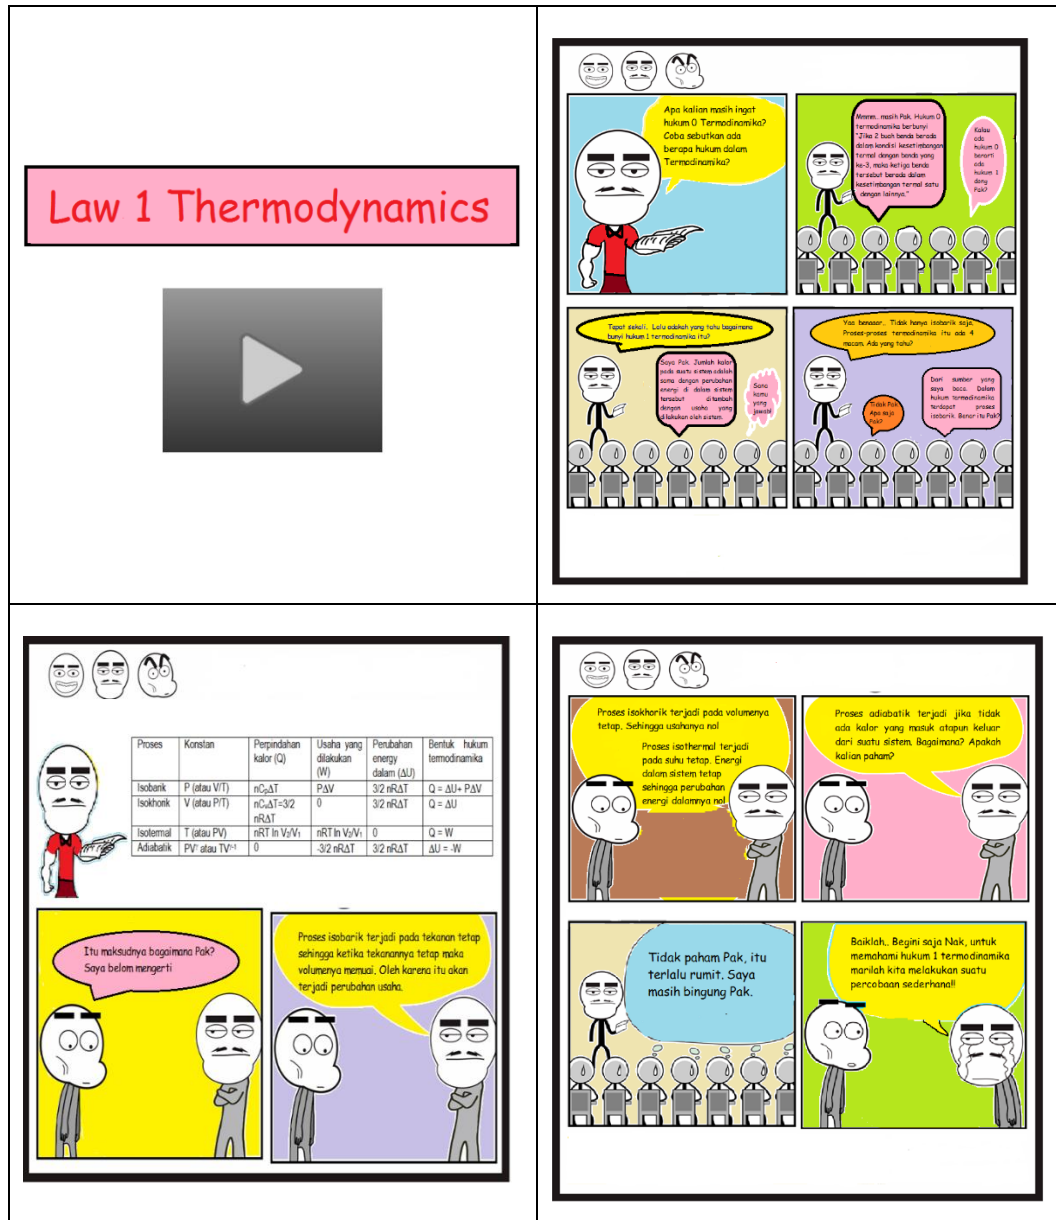 Law 1 Thermodynamics
Apa kalian masih ingat
hukum 0 Termodinamika?
Coba sebutkan ada
berapa hukum dalam
Termodinamika?
Mmmm.. masih Pak. Hukum 0
termodinamika berbunyi
"Jika 2 buah benda berada
dalam kondisi kesetimbangan
termal dengan benda yang
ke-3, maka ketiga benda
tersebut berada dalam
kesetimbangan termal satu
dengan lainnya."
Kalau
ada
hukum 0
berarti
ada
hukum 1
dong
Pak?
Tepat sekali. Lalu adakah yang tahu bagaimana
bunyi hukum 1 termodinamika itu?
Saya Pak. Jumlah kalor
pada suatu sistem adalah
sama dengan perubahan
energi di dalam sistem
tersebut ditambah
dengan usaha yang
dilakukan oleh sistem.
Sana
kamu
yang
jawab!
Yaa benaaar.. Tidak hanya isobarik saja.
Proses-proses termodinamika itu ada 4
macam. Ada yang tahu?
Tidak Pak.
Apa saja
Pak?
Dari sumber yang
saya baca. Dalam
hukum termodinamika
terdapat proses
isobarik. Benar itu Pak?
Proses Konstan Perpindahan kalor (Q) Usaha yang dilakukan (W) Perubahan energy dalam (ΔU) Bentuk hukum termodinamika
Isobarik P (atau V/T) nCpΔT PΔV 3/2 nRΔT Q = ΔU+ PΔV
Isokhorik V (atau P/T) nCvΔT=3/2 nRΔT 0 3/2 nRΔT Q = ΔU
Isotermal T (atau PV) nRT ln V₂/V₁ nRT ln V₂/V₁ 0 Q = W
Adiabatik PVᵞ atau TVᵞ⁻¹ 0 -3/2 nRΔT 3/2 nRΔT ΔU = -W
Itu maksudnya bagaimana Pak?
Saya belom mengerti
Proses isobarik terjadi pada tekanan tetap
sehingga ketika tekanannya tetap maka
volumenya memuai. Oleh karena itu akan
terjadi perubahan usaha.
Proses isokhorik terjadi pada volumenya
tetap. Sehingga usahanya nol
Proses isothermal terjadi
pada suhu tetap. Energi
dalam sistem tetap
sehingga perubahan
energi dalamnya nol
Proses adiabatik terjadi jika tidak
ada kalor yang masuk atapun keluar
dari suatu sistem. Bagaimana? Apakah
kalian paham?
Tidak paham Pak, itu
terlalu rumit. Saya
masih bingung Pak.
Baiklah.. Begini saja Nak, untuk
memahami hukum 1 termodinamika
marilah kita melakukan suatu
percobaan sederhana!!